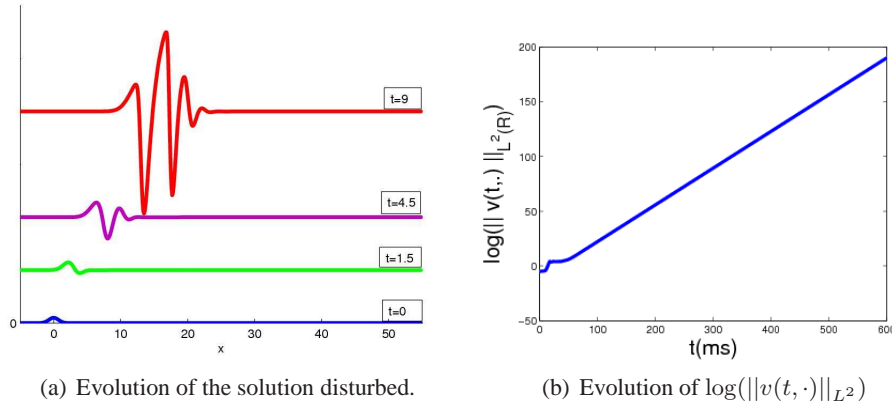 t=9
t=4.5
t=1.5
t=0
0
0 10 20 30 40 50
x
(a) Evolution of the solution disturbed.
200
150
100
50
0
−50
0 100 200 300 400 500 600
log(|| v(t,.) ||_{L²(R)}
t(ms)
(b) Evolution of log(||v(t, ·)||_{L²})